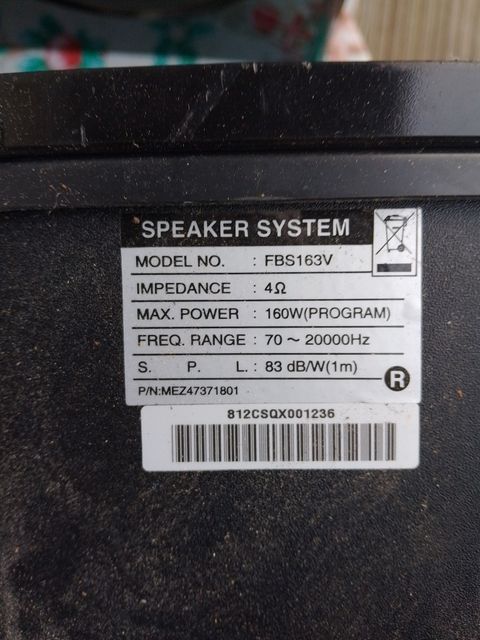 SPEAKER SYSTEM
MODEL NO. : FBS163V
IMPEDANCE : 4Ω
MAX. POWER : 160W(PROGRAM)
FREQ. RANGE : 70 ~ 20000Hz
S. P. L. : 83 dB/W(1m)
P/N:MEZ47371801
R
812CSQX001236